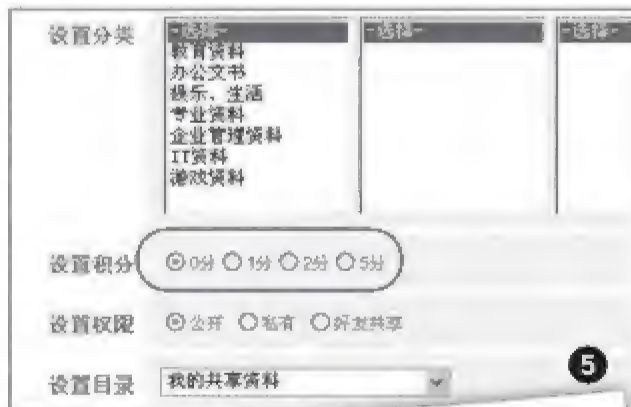 设置分类 -选择- -选择- -选择-
教育资料
办公文书
娱乐、生活
专业资料
企业管理资料
IT资料
游戏资料
设置积分 0分 1分 2分 5分
设置权限 公开 私有 好友共享
设置目录 我的共享资料
5